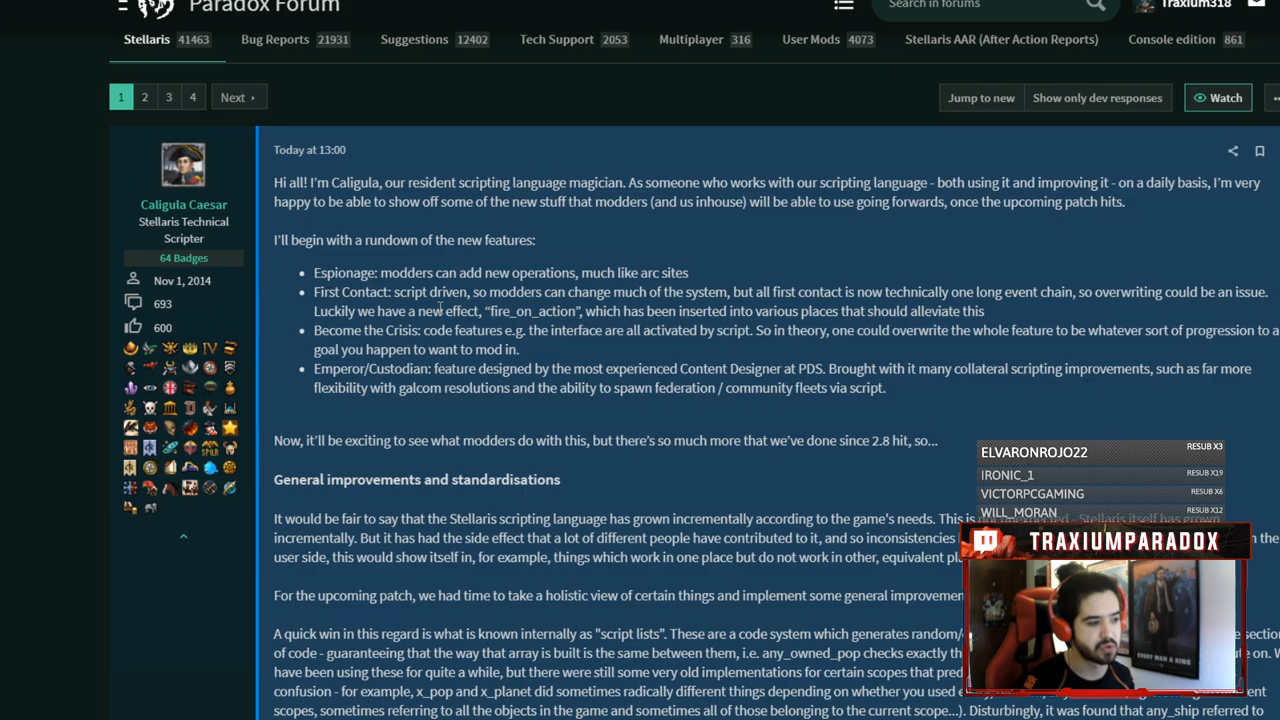 Paradox Forum
Search in forums
Traxium318
Stellaris 41463
Bug Reports 21931
Suggestions 12402
Tech Support 2053
Multiplayer 316
User Mods 4073
Stellaris AAR (After Action Reports)
Console edition 861
1 2 3 4 Next
Jump to new
Show only dev responses
Watch
Caligula Caesar
Stellaris Technical
Scripter
64 Badges
Nov 1, 2014
693
600
Today at 13:00
Hi all! I'm Caligula, our resident scripting language magician. As someone who works with our scripting language - both using it and improving it - on a daily basis, I'm very
happy to be able to show off some of the new stuff that modders (and us inhouse) will be able to use going forwards, once the upcoming patch hits.
I'll begin with a rundown of the new features:
• Espionage: modders can add new operations, much like arc sites
• First Contact: script driven, so modders can change much of the system, but all first contact is now technically one long event chain, so overwriting could be an issue.
Luckily we have a new effect, “fire_on_action”, which has been inserted into various places that should alleviate this
• Become the Crisis: code features e.g. the interface are all activated by script. So in theory, one could overwrite the whole feature to be whatever sort of progression to a
goal you happen to want to mod in.
• Emperor/Custodian: feature designed by the most experienced Content Designer at PDS. Brought with it many collateral scripting improvements, such as far more
flexibility with galcom resolutions and the ability to spawn federation / community fleets via script.
Now, it'll be exciting to see what modders do with this, but there's so much more that we've done since 2.8 hit, so...
General improvements and standardisations
It would be fair to say that the Stellaris scripting language has grown incrementally according to the game's needs. This is Stellaris itself has grown
incrementally. But it has had the side effect that a lot of different people have contributed to it, and so inconsistencies the
user side, this would show itself in, for example, things which work in one place but do not work in other, equivalent
For the upcoming patch, we had time to take a holistic view of certain things and implement some general
A quick win in this regard is what is known internally as "script lists". These are a code system which generates section
of code - guaranteeing that the way that array is built is the same between them, i.e. any_owned_pop checks exactly
have been using these for quite a while, but there were still some very old implementations for certain scopes that
confusion - for example, x_pop and x_planet did sometimes radically different things depending on whether you used
scopes, sometimes referring to all the objects in the game and sometimes all of those belonging to the current scope...). Disturbingly, it was found that any_ship referred to
ELVARONROJO22 RESUB X3
IRONIC_1 RESUB X19
VICTORPCGAMING RESUB X6
WILL_MORAN RESUB X12
TRAXIUMPARADOX
EVERY MAN A KING